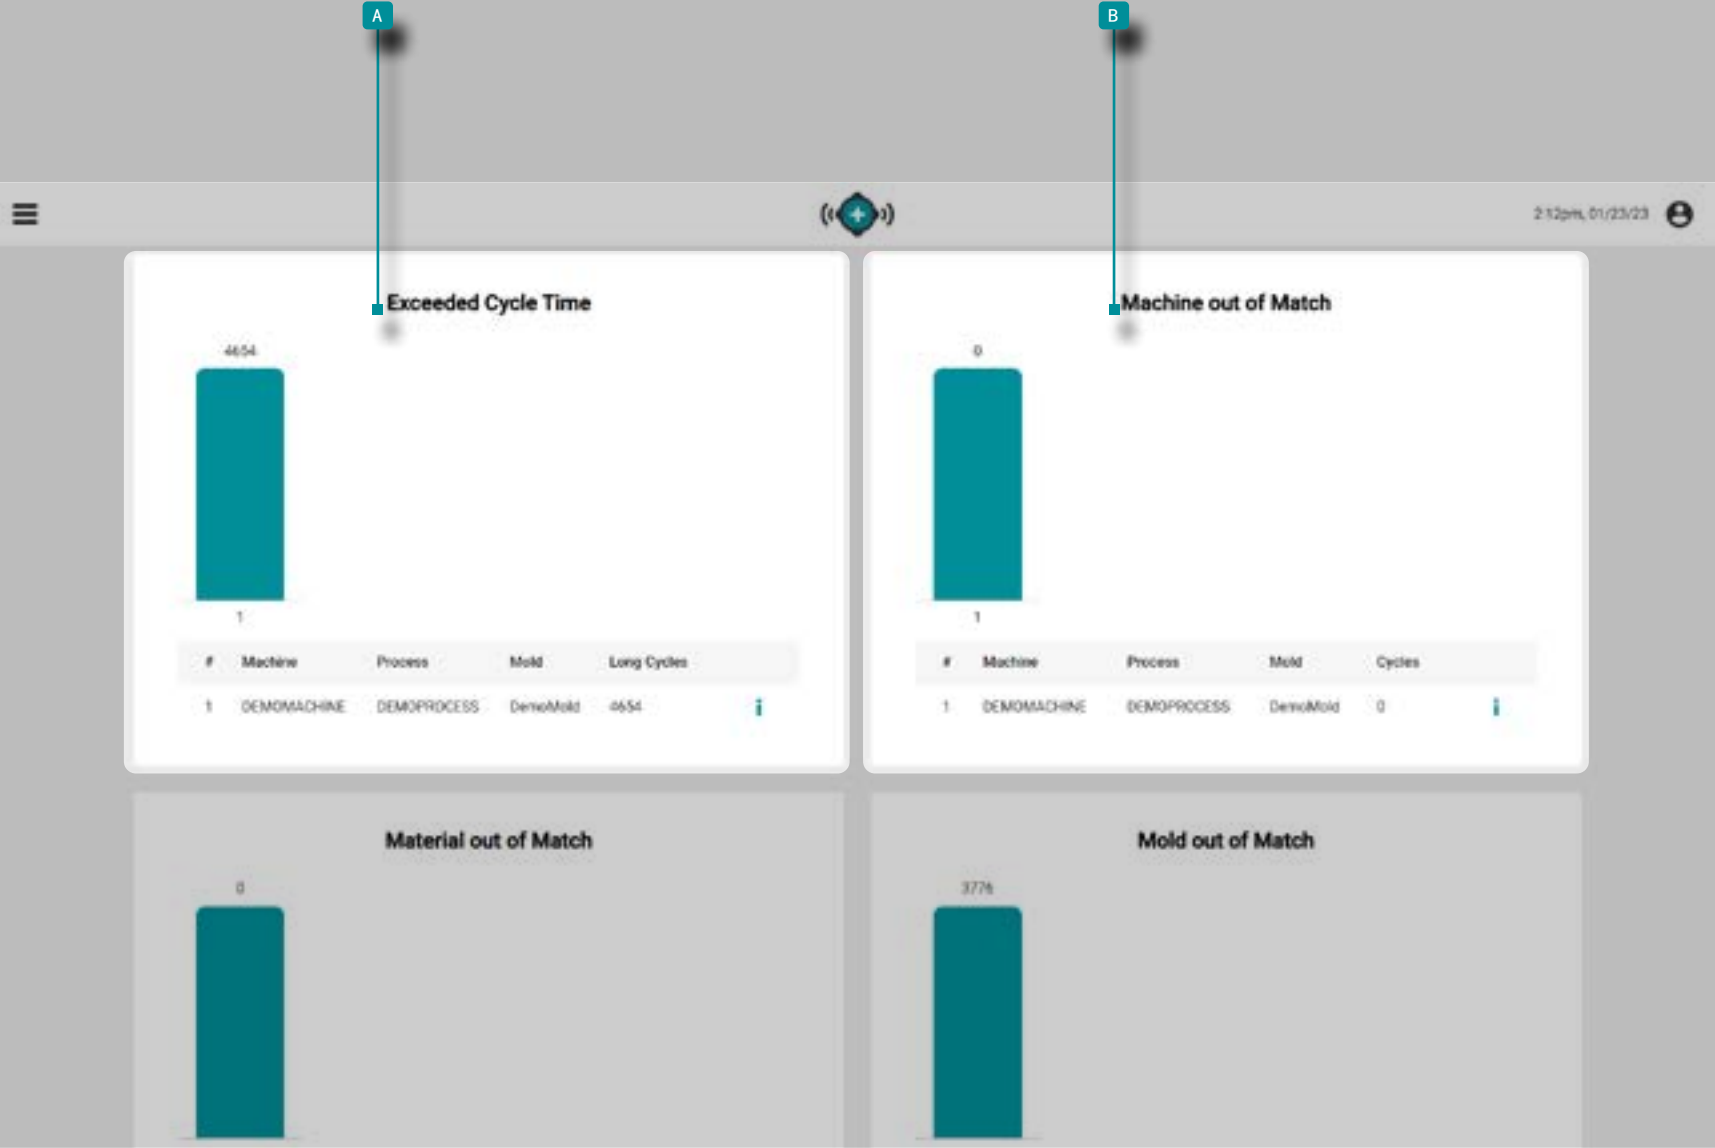 A
B
2:12pm, 01/23/23
Exceeded Cycle Time
4654
1
# Machine Process Mold Long Cycles
1 DEMOMACHINE DEMOPROCESS DemoMold 4654 i
Machine out of Match
0
1
# Machine Process Mold Cycles
1 DEMOMACHINE DEMOPROCESS DemoMold 0 i
Material out of Match
0
Mold out of Match
3776